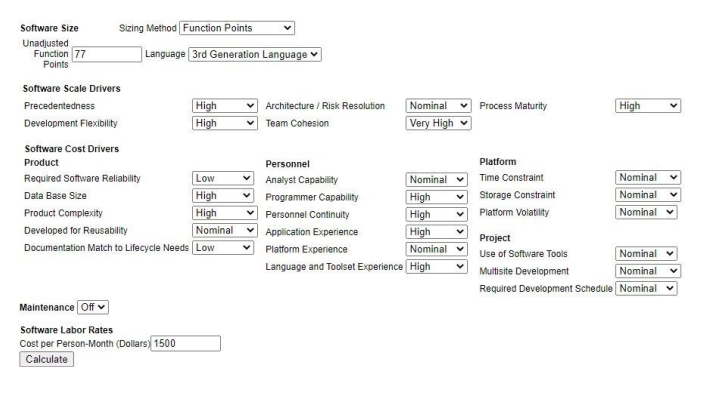 Software Size Sizing Method Function Points
Unadjusted Function Points 77 Language 3rd Generation Language
Software Scale Drivers
Precedentedness High Architecture / Risk Resolution Nominal Process Maturity High
Development Flexibility High Team Cohesion Very High
Software Cost Drivers
Product
Required Software Reliability Low
Data Base Size High
Product Complexity High
Developed for Reusability Nominal
Documentation Match to Lifecycle Needs Low
Personnel
Analyst Capability Nominal
Programmer Capability High
Personnel Continuity High
Application Experience High
Platform Experience Nominal
Language and Toolset Experience High
Platform
Time Constraint Nominal
Storage Constraint Nominal
Platform Volatility Nominal
Project
Use of Software Tools Nominal
Multisite Development Nominal
Required Development Schedule Nominal
Maintenance Off
Software Labor Rates
Cost per Person-Month (Dollars) 1500
Calculate